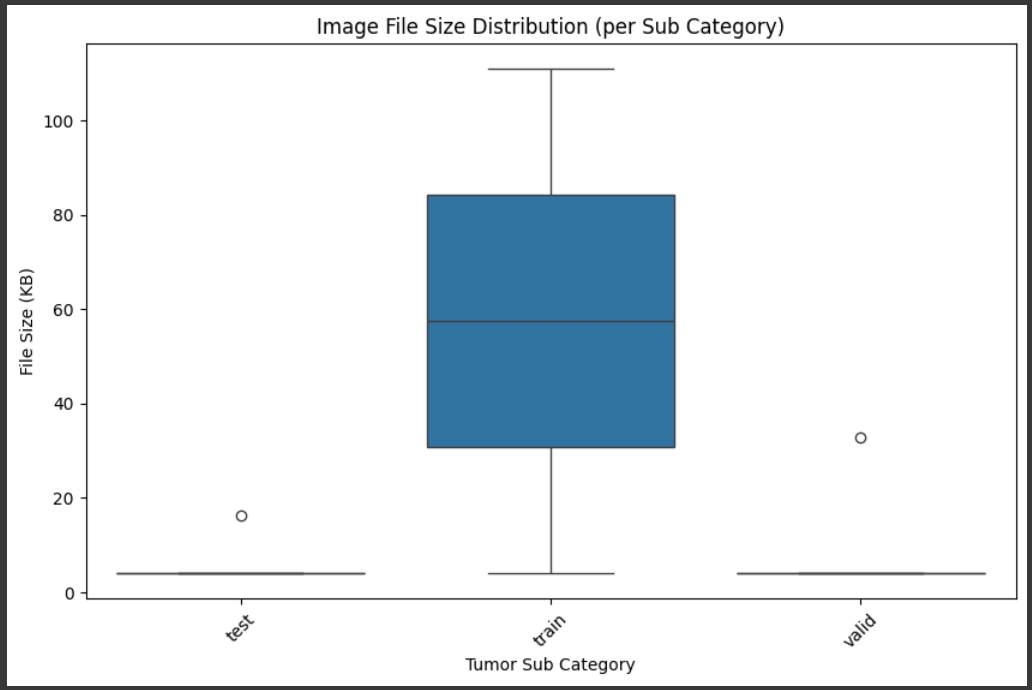 Image File Size Distribution (per Sub Category)
100
80
60
40
20
0
File Size (KB)
test
train
valid
Tumor Sub Category